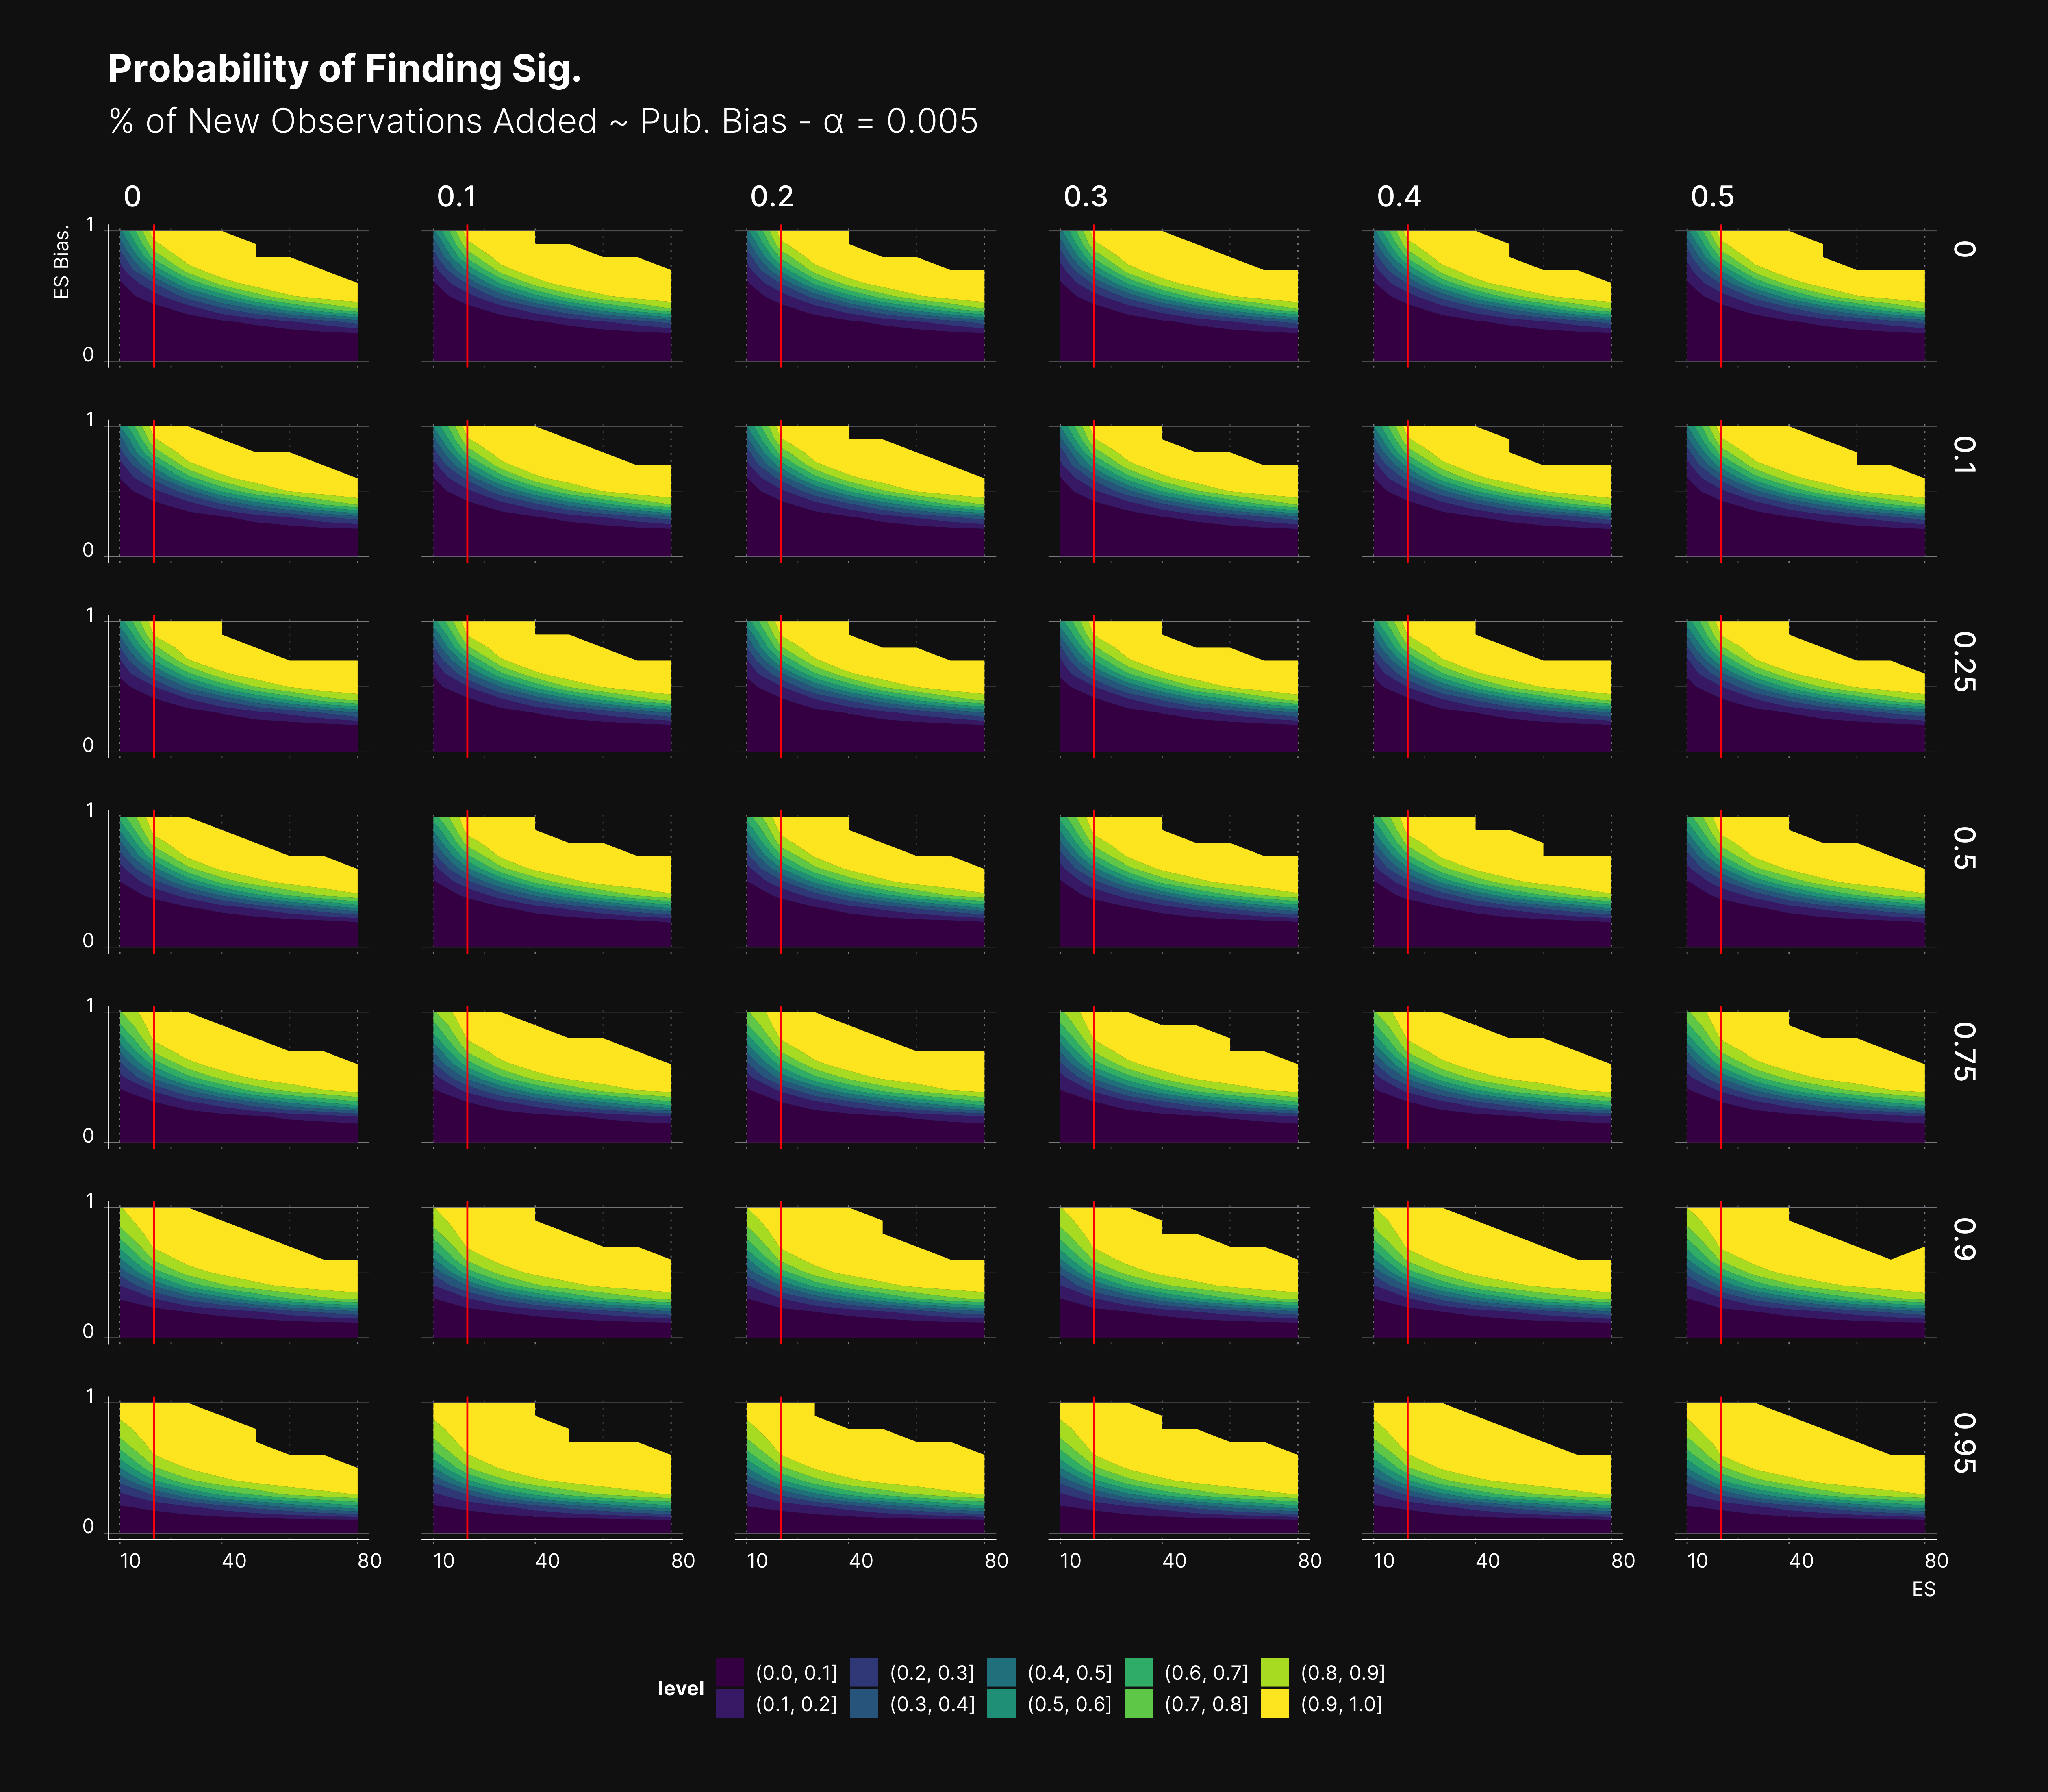 Probability of Finding Sig.
% of New Observations Added ~ Pub. Bias - α = 0.005
0 0.1 0.2 0.3 0.4 0.5
ES Bias.
1
0
0
1
0
0.1
1
0
0.25
1
0
0.5
1
0
0.75
1
0
0.9
1
0
0.95
10 40 80 10 40 80 10 40 80 10 40 80 10 40 80 10 40 80
ES
level
(0.0, 0.1] (0.2, 0.3] (0.4, 0.5] (0.6, 0.7] (0.8, 0.9]
(0.1, 0.2] (0.3, 0.4] (0.5, 0.6] (0.7, 0.8] (0.9, 1.0]